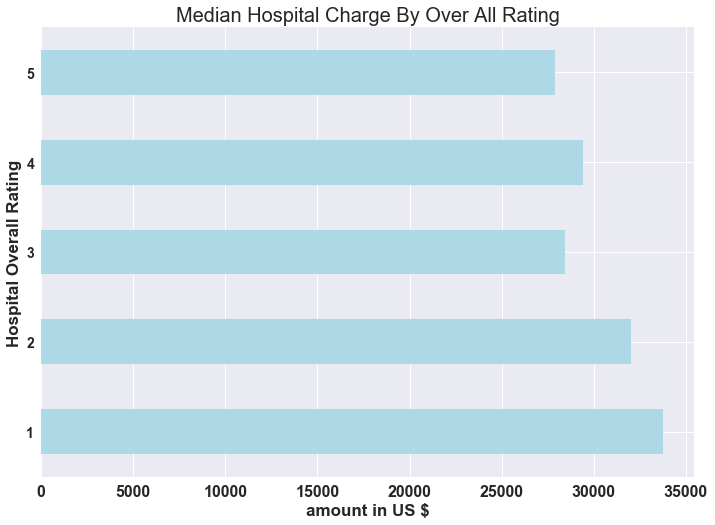 Median Hospital Charge By Over All Rating
Hospital Overall Rating
5
4
3
2
1
0 5000 10000 15000 20000 25000 30000 35000
amount in US $